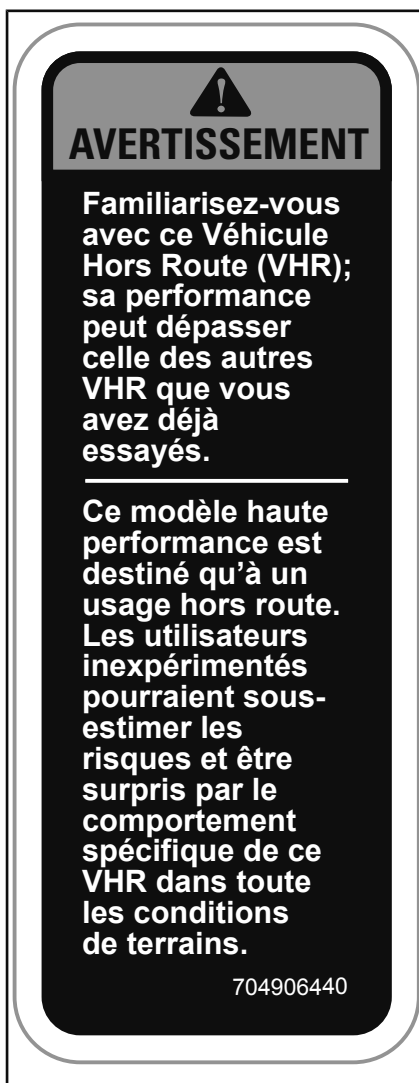 AVERTISSEMENT
Familiarisez-vous
avec ce Véhicule
Hors Route (VHR);
sa performance
peut dépasser
celle des autres
VHR que vous
avez déjà
essayés.
Ce modèle haute
performance est
destiné qu'à un
usage hors route.
Les utilisateurs
inexpérimentés
pourraient sous-
estimer les
risques et être
surpris par le
comportement
spécifique de ce
VHR dans toute
les conditions
de terrains.
704906440